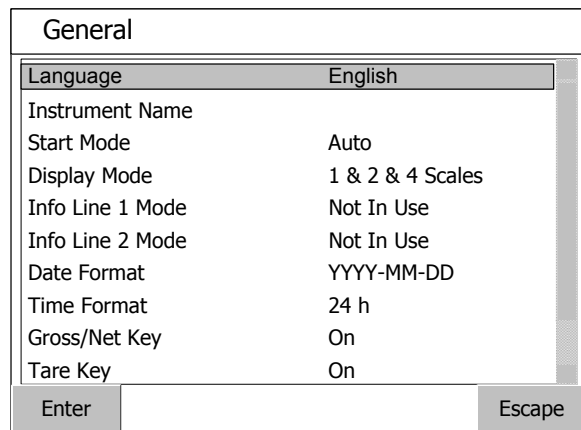 General
Language English
Instrument Name
Start Mode Auto
Display Mode 1 & 2 & 4 Scales
Info Line 1 Mode Not In Use
Info Line 2 Mode Not In Use
Date Format YYYY-MM-DD
Time Format 24 h
Gross/Net Key On
Tare Key On
Enter Escape